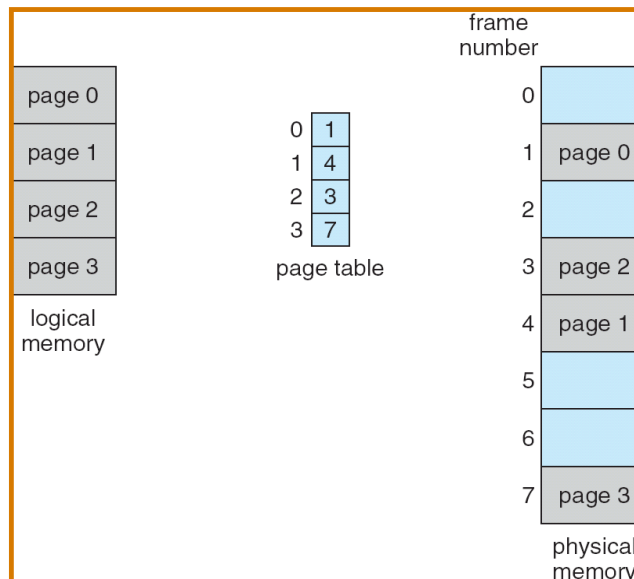 frame
number
page 0
page 1
page 2
page 3
logical
memory
0 1
1 4
2 3
3 7
page table
0
1 page 0
2
3 page 2
4 page 1
5
6
7 page 3
physical
memory